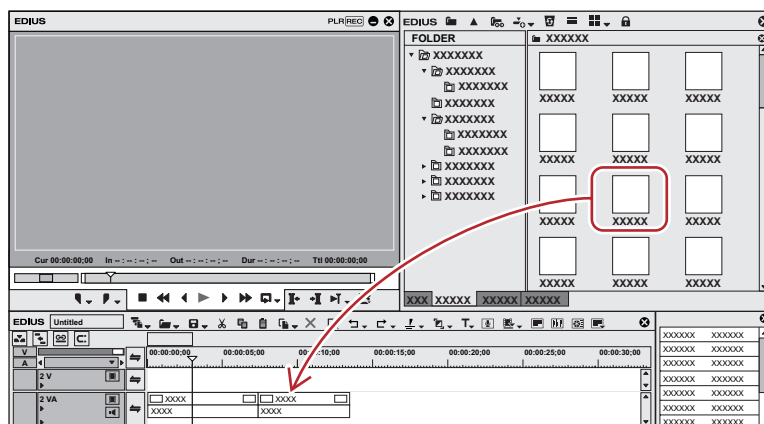 EDIUS PLR REC
EDIUS
FOLDER
XXXXXX
XXXXXXX
XXXXXXX
XXXXXXX
XXXXXXX
XXXXXXX
XXXXXXX
XXXXXXX
XXXXXXX
XXXXXXX
XXXXXXX
XXXXX XXXXX XXXXX
XXXXX XXXXX XXXXX
XXXXX XXXXX XXXXX
XXXXX XXXXX XXXXX
Cur 00:00:00;00 In -- : -- : -- ; -- Out -- : -- : -- ; -- Dur -- : -- : -- ; -- Ttl 00:00:00;00
XXX XXXXX XXXXX XXXXX
EDIUS Untitled
V
A
00:00:00;00 00:00:05;00 00:00:10;00 00:00:15;00 00:00:20;00 00:00:25;00 00:00:30;00
2 V
2 VA
XXXX XXXX
XXXX XXXX
XXXXXX XXXXXX
XXXXXX XXXXXX
XXXXXX XXXXXX
XXXXXX XXXXXX
XXXXXX XXXXXX
XXXXXX XXXXXX
XXXXXX XXXXXX